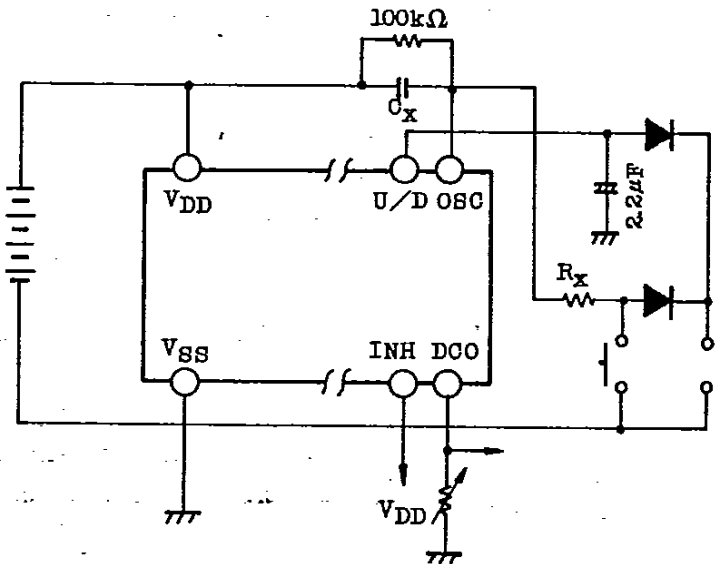 100kΩ
Cx
VDD
U/D OSC
2.2μF
Rx
VSS
INH DCO
VDD